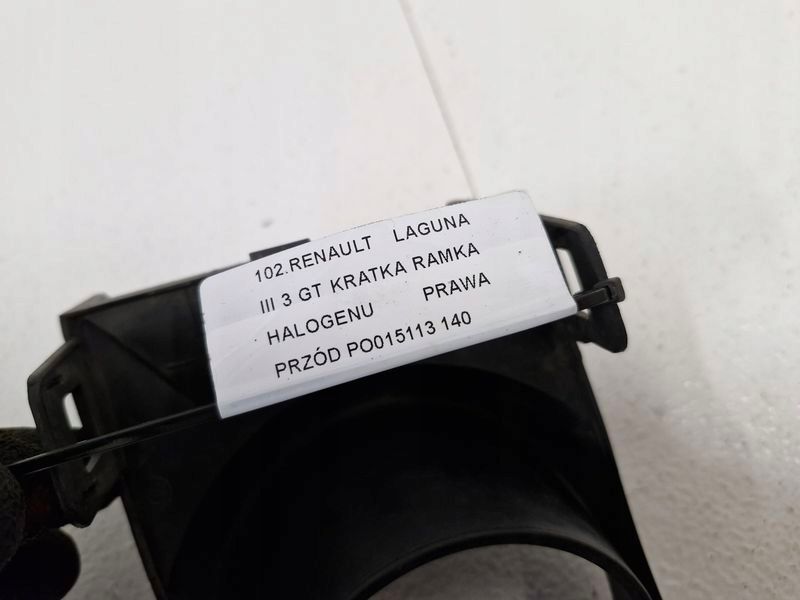 102.RENAULT LAGUNA
III 3 GT KRATKA RAMKA
HALOGENU PRAWA
PRZÓD PO015113 140